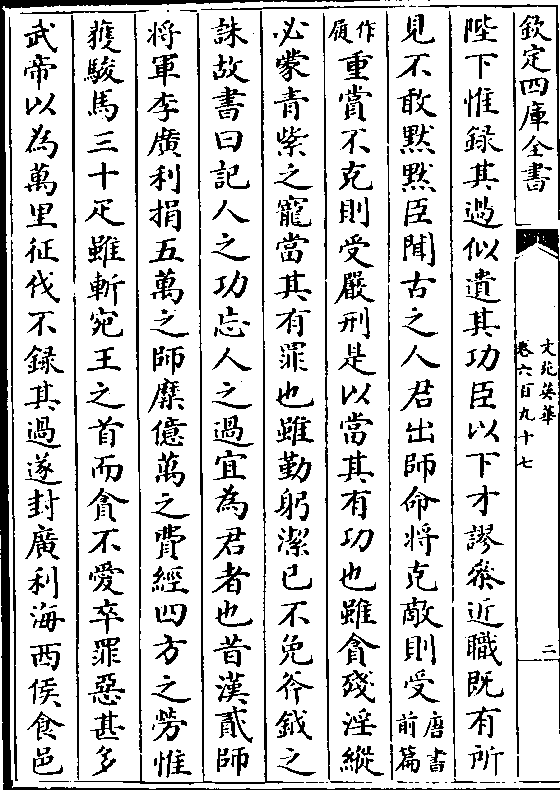 欽定四庫全書
文苑英華
卷六百九十七
二
陛下惟録其過似遺其功臣以下才謬叅近職既有所
見不敢默默臣聞古之人君出師命将克敵則受唐書前篇
作賸重賞不克則受嚴刑是以當其有功也雖貪殘淫縱
必蒙青紫之寵當其有罪也雖勤躬潔已不免斧鉞之
誅故書曰記人之功忘人之過宜為君者也昔漢貳師
将軍李廣利捐五萬之師糜億萬之費經四方之勞惟
獲駿馬三十疋雖斬宛王之首而貪不愛卒罪惡甚多
武帝以為萬里征伐不録其過遂封廣利海西侯食邑